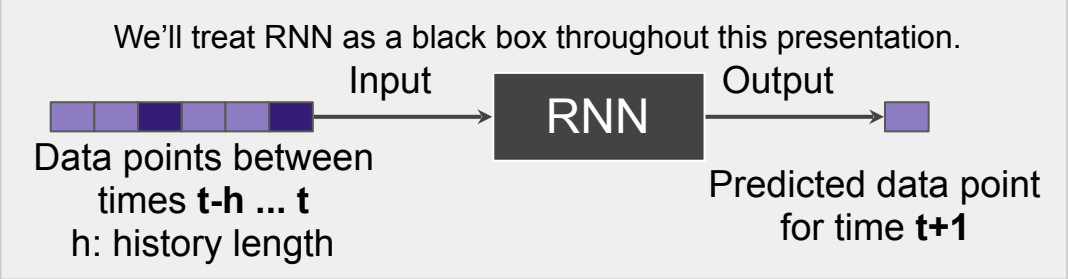 We'll treat RNN as a black box throughout this presentation.
Input
RNN
Output
Data points between
times t-h ... t
h: history length
Predicted data point
for time t+1